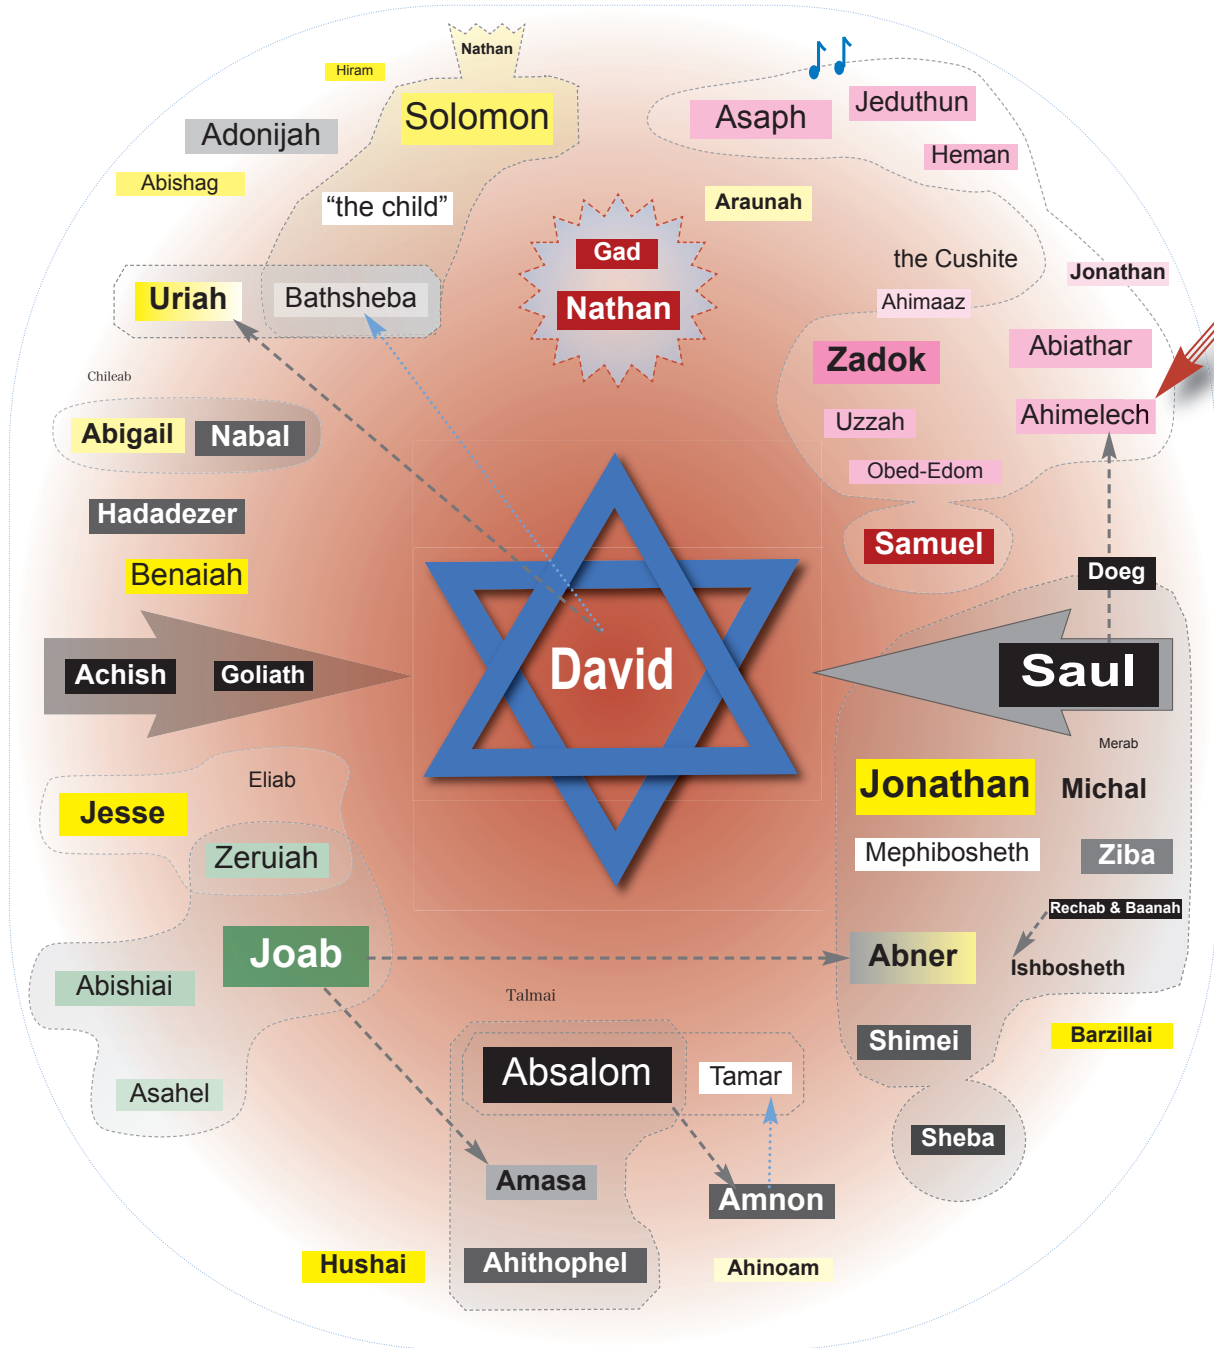 Nathan
Hiram
Solomon
Adonijah
Abishag
“the child”
Asaph
Jeduthun
Heman
Araunah
Gad
Nathan
the Cushite
Jonathan
Ahimaaz
Uriah
Bathsheba
Zadok
Abiathar
Chileab
Ahimelech
Uzzah
Abigail
Nabal
Obed-Edom
Hadadezer
Samuel
Benaiah
Doeg
Achish
Goliath
David
Saul
Merab
Eliab
Jonathan
Michal
Jesse
Zeruiah
Mephibosheth
Ziba
Rechab & Baanah
Joab
Abner
Ishbosheth
Abishiai
Talmai
Shimei
Barzillai
Absalom
Tamar
Asahel
Sheba
Amasa
Amnon
Hushai
Ahithophel
Ahinoam